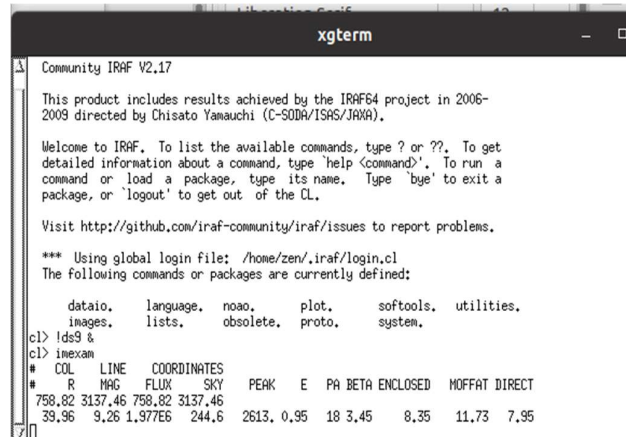 xgterm
Community IRAF V2.17
This product includes results achieved by the IRAF64 project in 2006-
2009 directed by Chisato Yamauchi (C-SODA/ISAS/JAXA).
Welcome to IRAF. To list the available commands, type ? or ??. To get
detailed information about a command, type `help <command>'. To run a
command or load a package, type its name. Type `bye' to exit a
package, or `logout' to get out of the CL.
Visit http://github.com/iraf-community/iraf/issues to report problems.
*** Using global login file: /home/zen/.iraf/login.cl
The following commands or packages are currently defined:
dataio. language. noao. plot. softools. utilities.
images. lists. obsolete. proto. system.
cl> !ds9 &
cl> imexam
# COL LINE COORDINATES
# R MAG FLUX SKY PEAK E PA BETA ENCLOSED MOFFAT DIRECT
758.82 3137.46 758.82 3137.46
39.96 9.26 1.977E6 244.6 2613. 0.95 18 3.45 8.35 11.73 7.95